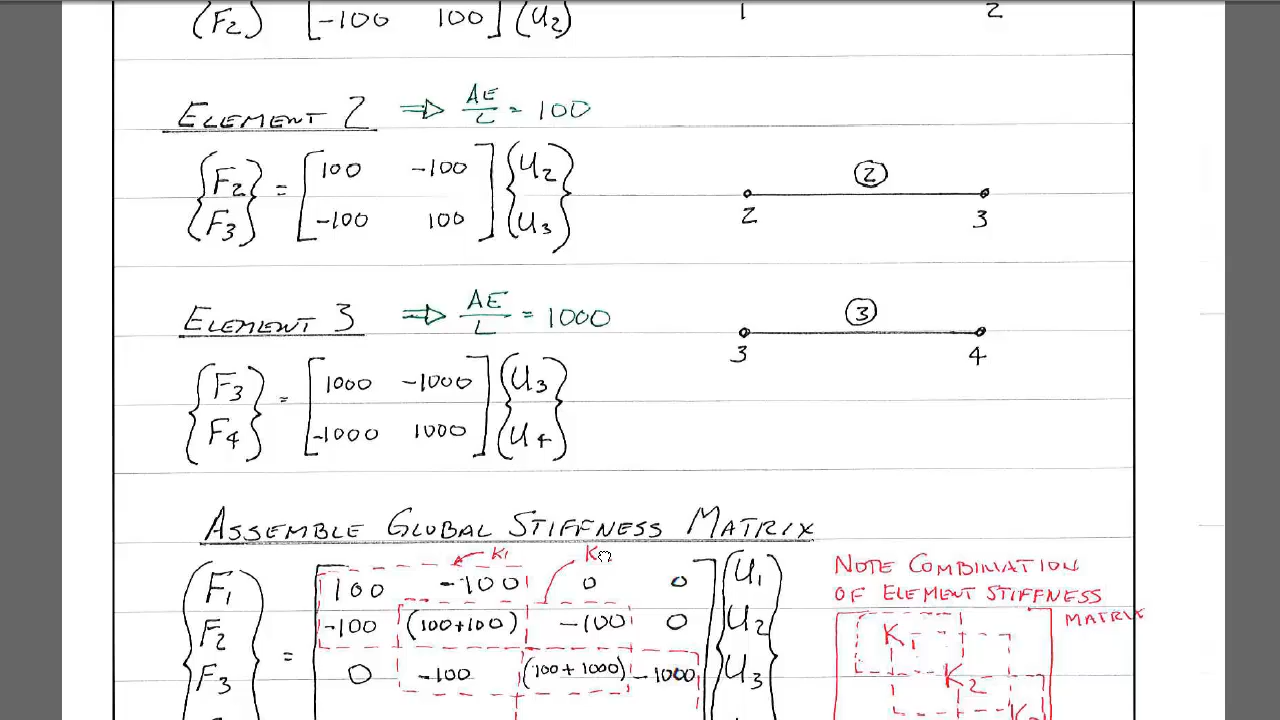 {F2} [-100 100] {U2} 1 2
ELEMENT 2 ⇒ AE/L = 100
{F2 = [100 -100] {U2
②
F3} [-100 100] U3}
2 3
ELEMENT 3 ⇒ AE/L = 1000
③
3 4
{F3 = [1000 -1000] {U3
F4} [-1000 1000] U4}
ASSEMBLE GLOBAL STIFFNESS MATRIX
K1 K
F1 100 -100 0 0 U1
F2 -100 (100+100) -100 0 U2
F3 = 0 -100 (100+1000) -1000 U3
NOTE COMBINATION
OF ELEMENT STIFFNESS
MATRIX
K1
K2